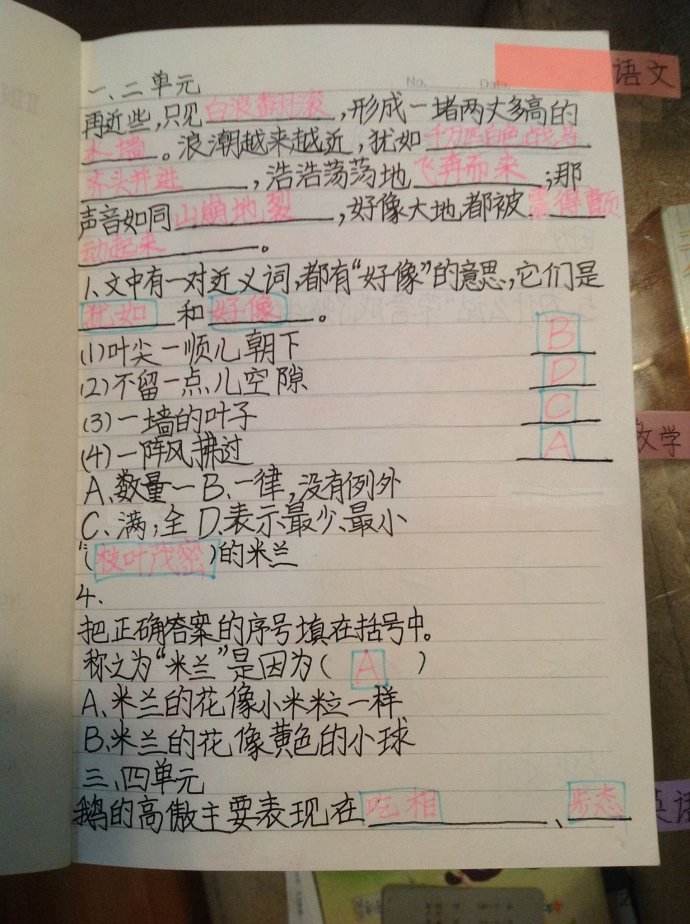 No. Date
语文
一、二单元
再近些,只见白浪翻滚,形成一堵两丈多高的
水墙。浪潮越来越近,犹如千万匹白色战马
齐头并进,浩浩荡荡地飞奔而来;那
声音如同山崩地裂,好像大地都被震得颤
动起来。
1、文中有一对近义词,都有“好像”的意思,它们是
犹如和好像。
(1)叶尖一顺儿朝下 B
(2)不留一点儿空隙 D
(3)一墙的叶子 C
(4)一阵风拂过 A
A、数量一 B、一律,没有例外
C、满;全 D、表示最少、最小
(枝叶茂密)的米兰
4、
把正确答案的序号填在括号中。
称之为“米兰”是因为( A )
A、米兰的花像小米粒一样
B、米兰的花像黄色的小球
三、四单元
鹅的高傲主要表现在吃相、步态
数学
英语